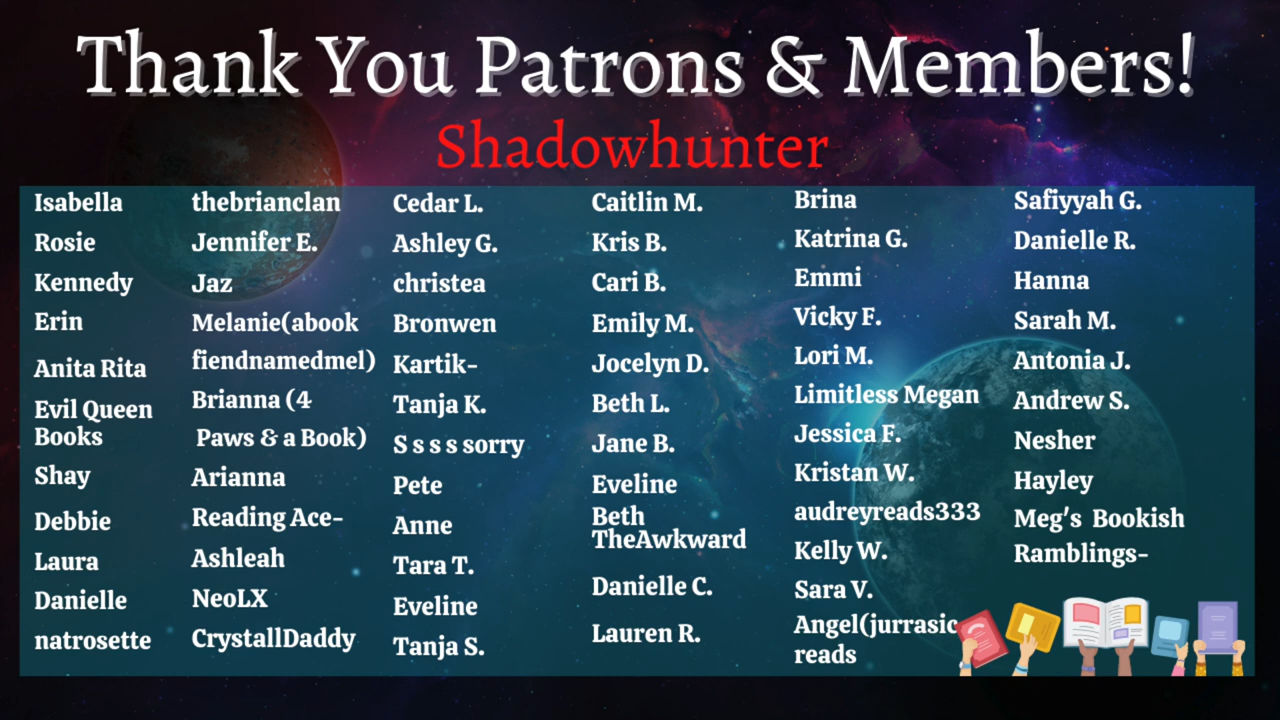 Thank You Patrons & Members!
Shadowhunter
Isabella
Rosie
Kennedy
Erin
Anita Rita
Evil Queen
Books
Shay
Debbie
Laura
Danielle
natrosette
thebrianclan
Jennifer E.
Jaz
Melanie(abook
fiendnamedmel)
Brianna (4
Paws & a Book)
Arianna
Reading Ace-
Ashleah
NeoLX
CrystallDaddy
Cedar L.
Ashley G.
christea
Bronwen
Kartik-
Tanja K.
S s s s sorry
Pete
Anne
Tara T.
Eveline
Tanja S.
Caitlin M.
Kris B.
Cari B.
Emily M.
Jocelyn D.
Beth L.
Jane B.
Eveline
Beth
TheAwkward
Danielle C.
Lauren R.
Brina
Katrina G.
Emmi
Vicky F.
Lori M.
Limitless Megan
Jessica F.
Kristan W.
audreyreads333
Kelly W.
Sara V.
Angel(jurrasic
reads
Safiyyah G.
Danielle R.
Hanna
Sarah M.
Antonia J.
Andrew S.
Nesher
Hayley
Meg's Bookish
Ramblings-